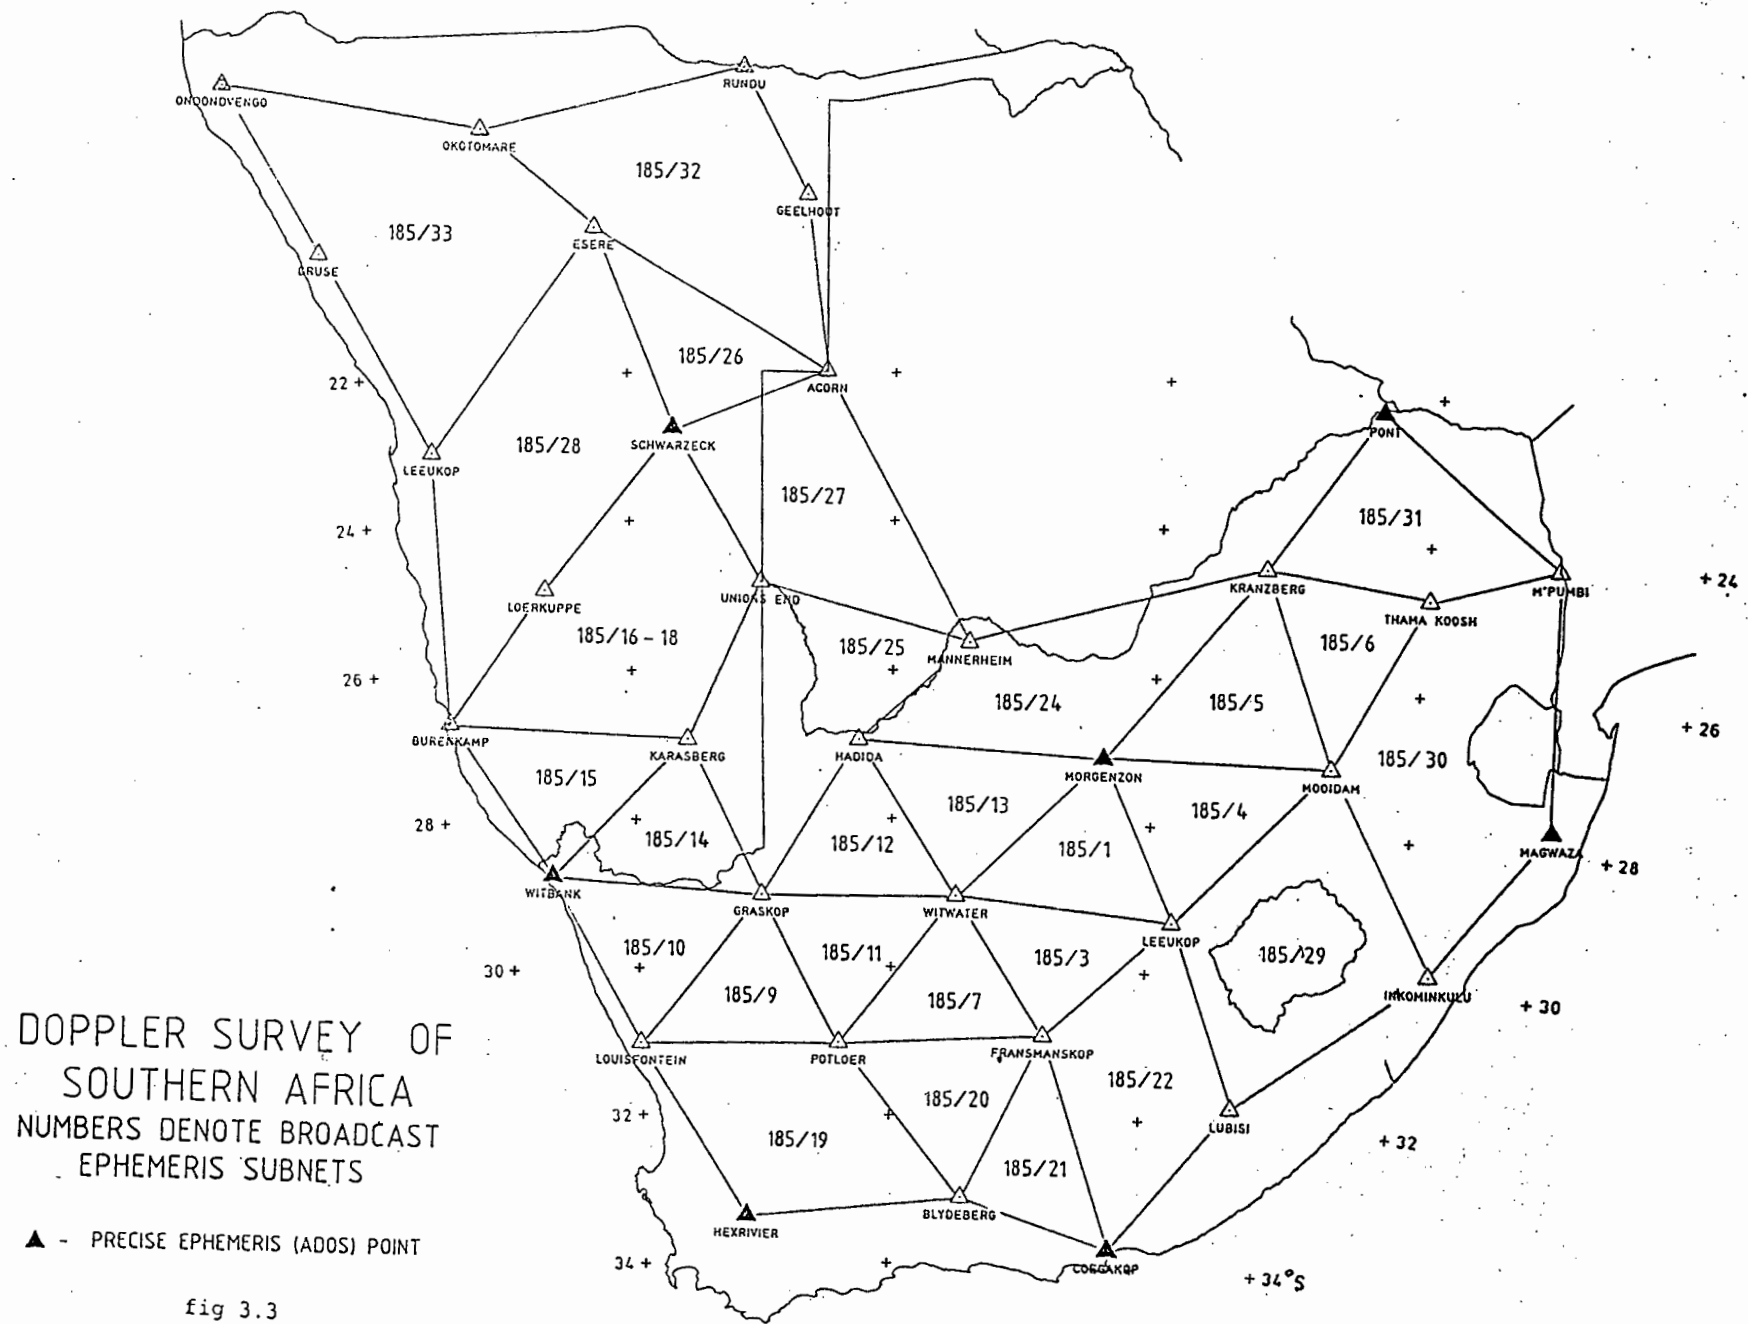 RUNDU
ONDONDVENGO
OKOTOMARE
185/32
GEELHOUT
185/33
ESERE
GRUSE
185/26
22 +
ACORN
PONT
SCHWARZECK
185/28
LEEUKOP
185/27
185/31
24 +
+ 24
KRANZBERG
M'PUMBI
UNIONS END
LOERKUPPE
THAMA KOOSH
185/16 - 18
185/25
185/6
MANNERHEIM
26 +
185/24
185/5
+ 26
BURENKAMP
KARASBERG
HADIDA
185/30
185/15
MORGENZON
MOOIDAM
185/13
185/4
28 +
185/14
185/12
185/1
MAGWAZA
+ 28
WITBANK
GRASKOP
WITWATER
LEEUKOP
185/10
185/11
185/3
185/29
30 +
185/9
185/7
INKOMINKULU
+ 30
LOUISFONTEIN
POTLOER
FRANSMANSKOP
185/22
185/20
32 +
LUBISI
185/19
+ 32
185/21
BLYDEBERG
HEXRIVIER
34 +
COEGAKOP
+ 34°S
DOPPLER SURVEY OF
SOUTHERN AFRICA
NUMBERS DENOTE BROADCAST
EPHEMERIS SUBNETS
▲ - PRECISE EPHEMERIS (ADOS) POINT
fig 3.3